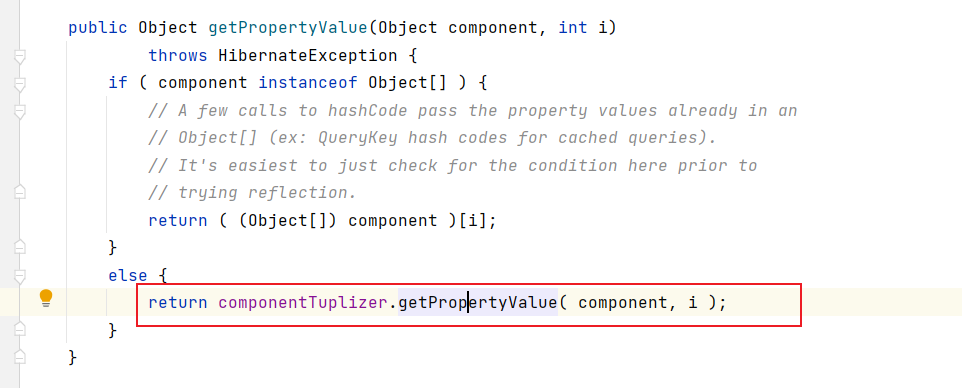 public Object getPropertyValue(Object component, int i)
        throws HibernateException {
    if ( component instanceof Object[] ) {
        // A few calls to hashCode pass the property values already in an
        // Object[] (ex: QueryKey hash codes for cached queries).
        // It's easiest to just check for the condition here prior to
        // trying reflection.
        return ( (Object[]) component )[i];
    }
    else {
        return componentTuplizer.getPropertyValue( component, i );
    }
}